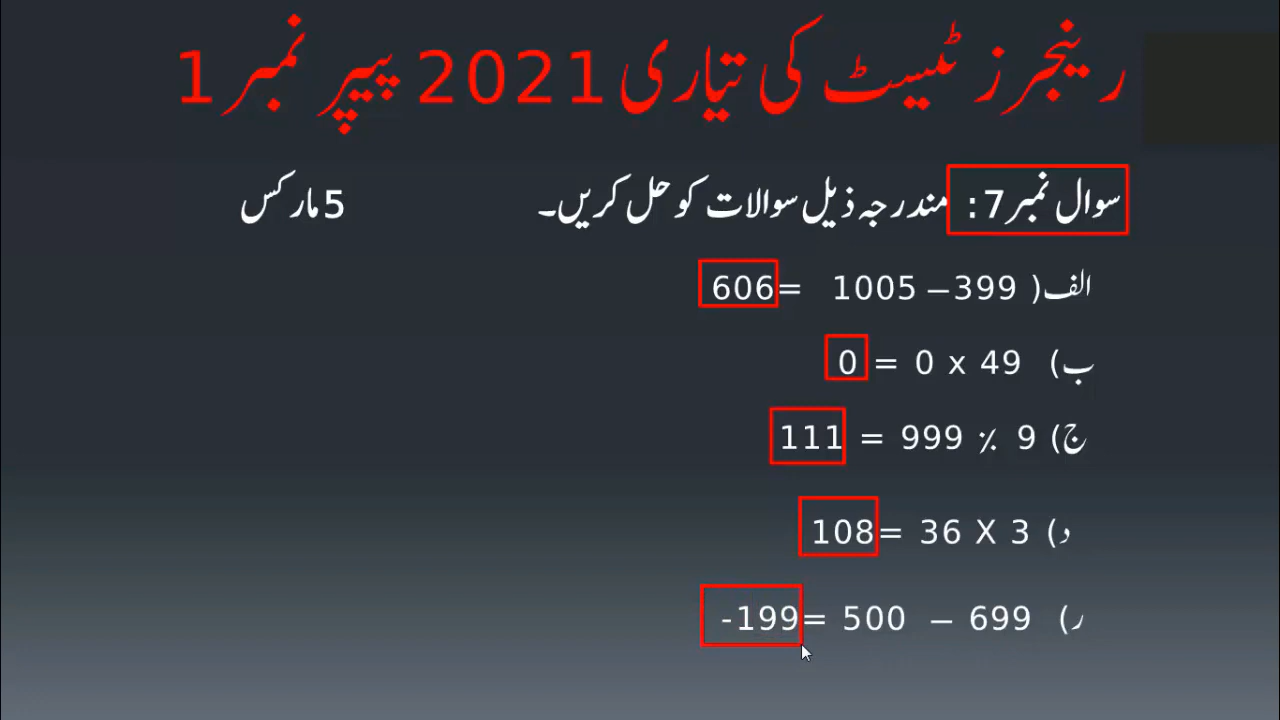 رینجرز ٹیسٹ کی تیاری 2021 پیپر نمبر 1
سوال نمبر 7: مندرجہ ذیل سوالات کو حل کریں۔ 5 مارکس
الف) 1005 – 399 = 606
ب) 0 x 49 = 0
ج) 999 ٪ 9 = 111
د) 36 X 3 = 108
ر) 500 – 699 = -199